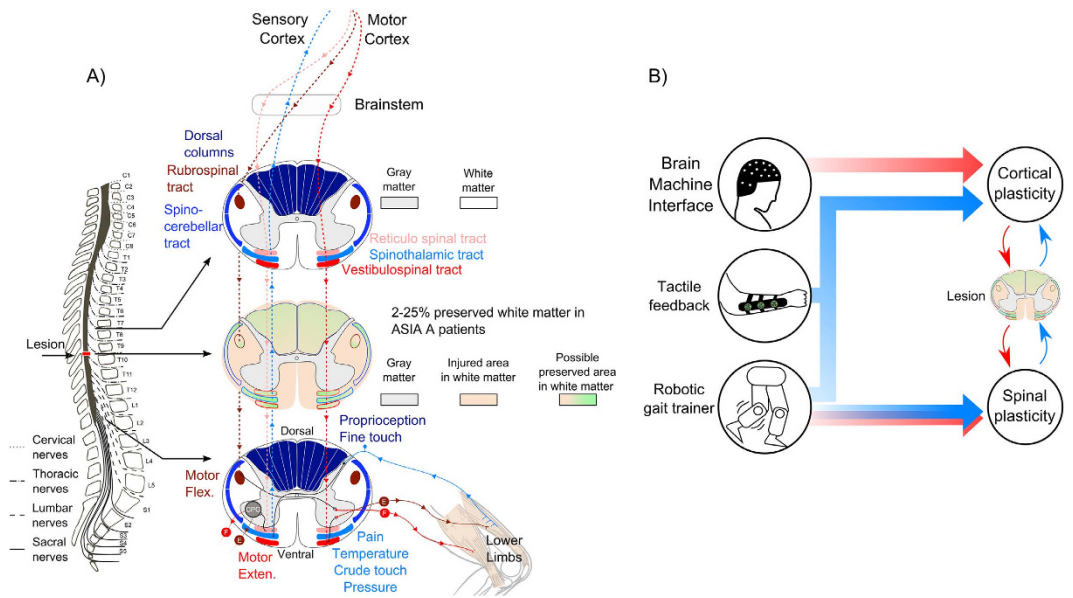 Sensory
Cortex
Motor
Cortex
A)
Brainstem
Dorsal
columns
Rubrospinal
tract
Spino-
cerebellar
tract
Gray
matter
White
matter
Reticulo spinal tract
Spinothalamic tract
Vestibulospinal tract
C1
C2
C3
C4
C5
C6
C7
C8
T1
T2
T3
T4
T5
T6
T7
T8
T9
T10
T11
T12
L1
L2
L3
L4
L5
S1
S2
S3
S4
S5
Lesion
2-25% preserved white matter in
ASIA A patients
Gray
matter
Injured area
in white matter
Possible
preserved area
in white matter
Proprioception
Fine touch
Dorsal
Motor
Flex.
CPG
F
E
E
F
Motor
Exten.
Ventral
Pain
Temperature
Crude touch
Pressure
Lower
Limbs
Cervical
nerves
Thoracic
nerves
Lumbar
nerves
Sacral
nerves
B)
Brain
Machine
Interface
Tactile
feedback
Robotic
gait trainer
Cortical
plasticity
Lesion
Spinal
plasticity